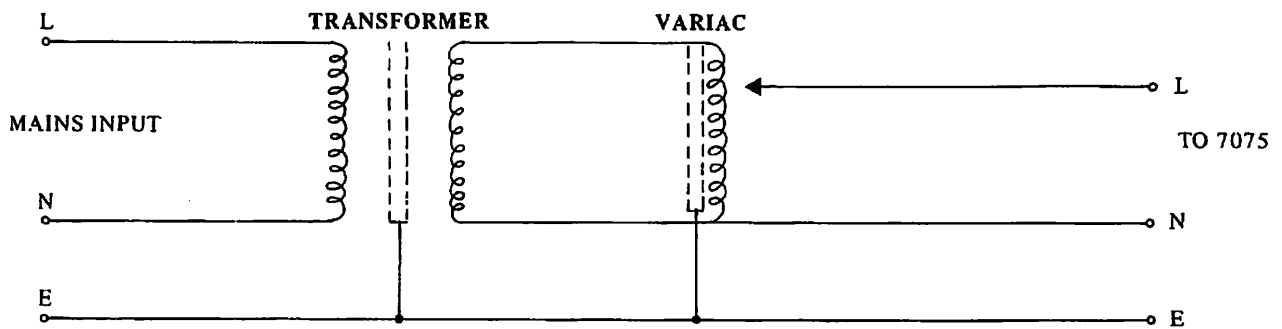 L
TRANSFORMER
VARIAC
L
MAINS INPUT
TO 7075
N
N
E
E